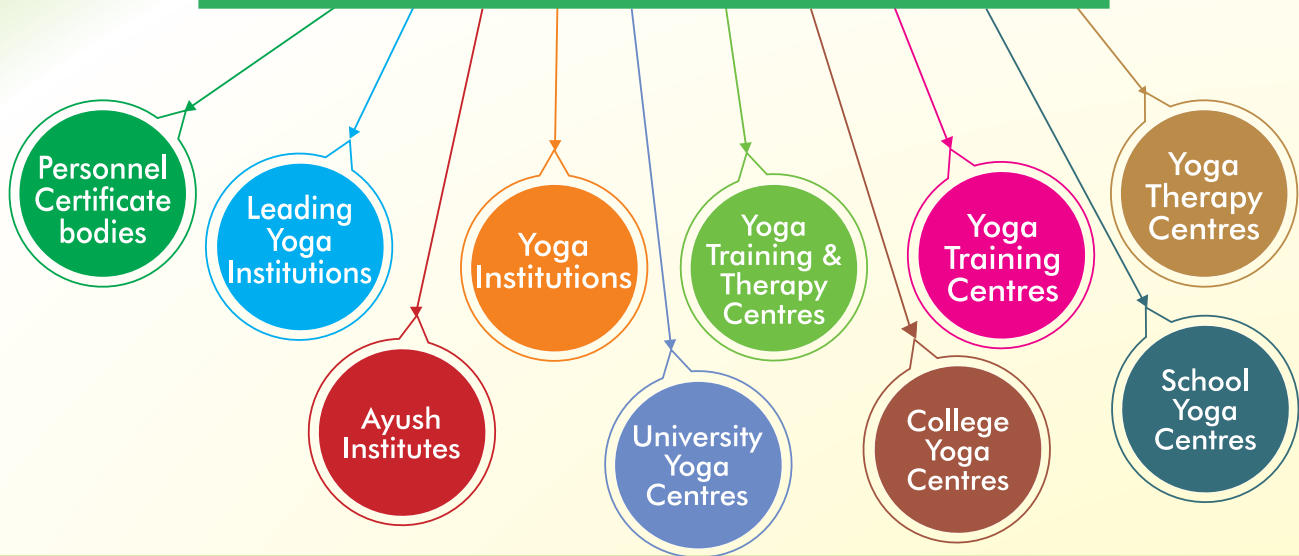 Personnel
Certificate
bodies
Leading
Yoga
Institutions
Ayush
Institutes
Yoga
Institutions
University
Yoga
Centres
Yoga
Training &
Therapy
Centres
College
Yoga
Centres
Yoga
Training
Centres
School
Yoga
Centres
Yoga
Therapy
Centres